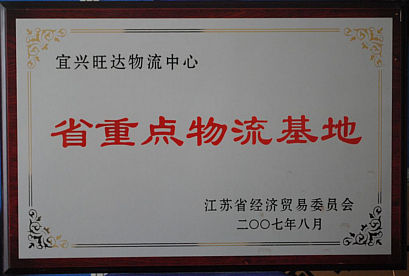 宜兴旺达物流中心
省重点物流基地
江苏省经济贸易委员会
二〇〇七年八月